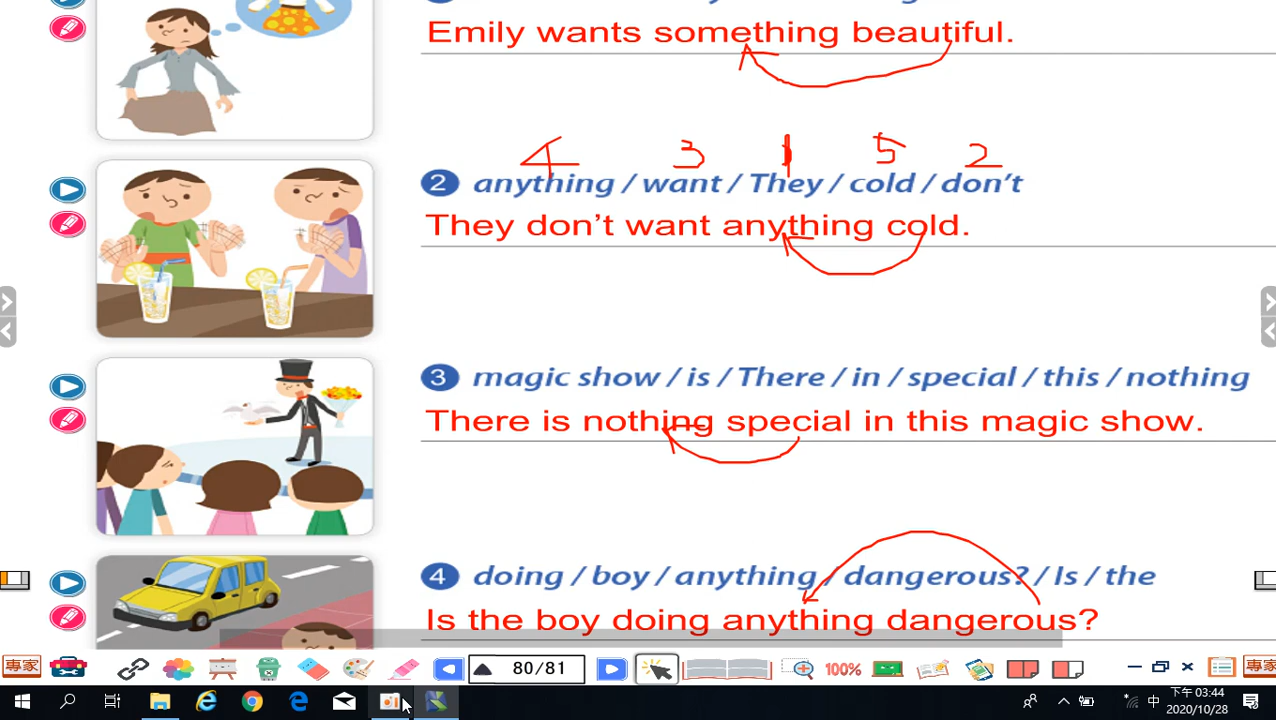 Emily wants something beautiful.
4 3 1 5 2
2 anything / want / They / cold / don't
They don't want anything cold.
3 magic show / is / There / in / special / this / nothing
There is nothing special in this magic show.
4 doing / boy / anything / dangerous? / Is / the
Is the boy doing anything dangerous?
專家 80/81 100% 專家
中 下午 03:44
2020/10/28